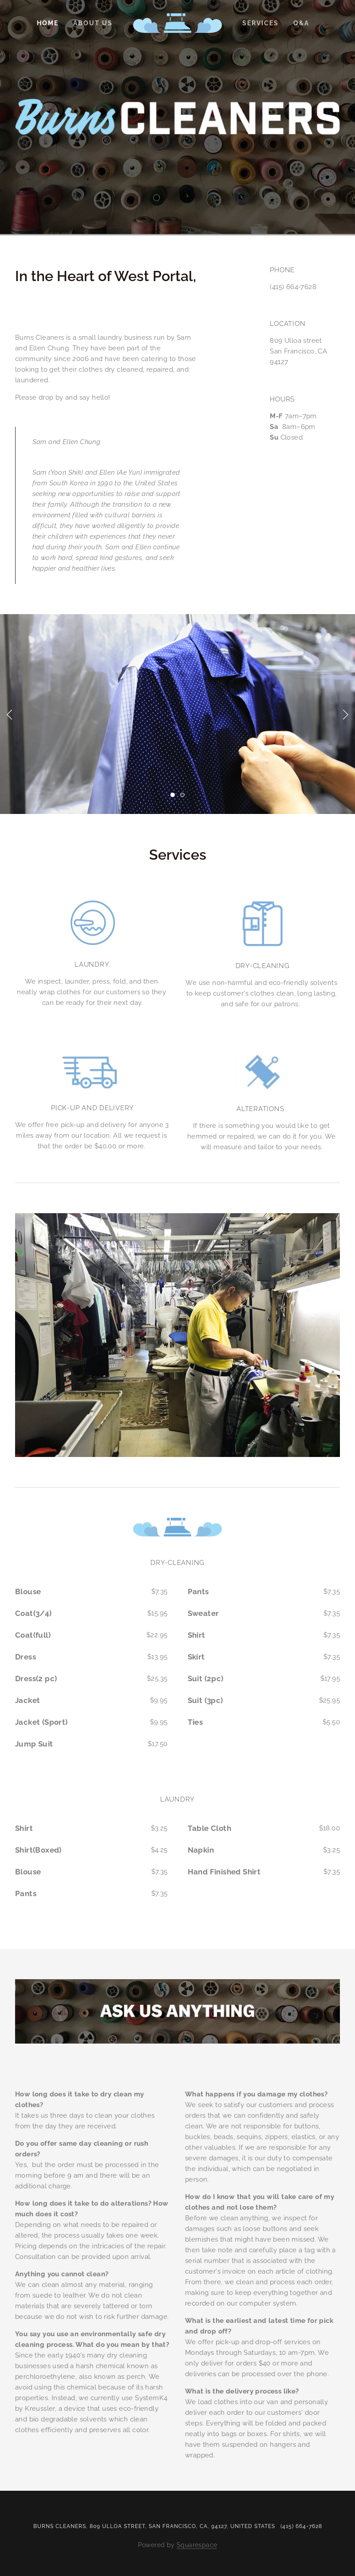 HOME
ABOUT US
SERVICES
Q&A
Burns CLEANERS
In the Heart of West Portal,
Burns Cleaners is a small laundry business run by Sam
and Ellen Chung. They have been part of the
community since 2006 and have been catering to those
looking to get their clothes dry cleaned, repaired, and
laundered.
Please drop by and say hello!
Sam and Ellen Chung
Sam (Yoon Shik) and Ellen (Ae Yun) immigrated
from South Korea in 1990 to the United States
seeking new opportunities to raise and support
their family. Although the transition to a new
environment filled with cultural barriers is
difficult, they have worked diligently to provide
their children with experiences that they never
had during their youth. Sam and Ellen continue
to work hard, spread kind gestures, and seek
happier and healthier lives.
PHONE
(415) 664-7628
LOCATION
809 Ulloa street
San Francisco, CA
94127
HOURS
M-F 7am–7pm
Sa 8am–6pm
Su Closed
Services
LAUNDRY
We inspect, launder, press, fold, and then
neatly wrap clothes for our customers so they
can be ready for their next day.
DRY-CLEANING
We use non-harmful and eco-friendly solvents
to keep customer's clothes clean, long lasting,
and safe for our patrons.
PICK-UP AND DELIVERY
We offer free pick-up and delivery for anyone 3
miles away from our location. All we request is
that the order be $40.00 or more.
ALTERATIONS
If there is something you would like to get
hemmed or repaired, we can do it for you. We
will measure and tailor to your needs.
DRY-CLEANING
Blouse $7.35
Coat(3/4) $15.95
Coat(full) $22.95
Dress $13.95
Dress(2 pc) $25.35
Jacket $9.95
Jacket (Sport) $9.95
Jump Suit $17.50
Pants $7.35
Sweater $7.35
Shirt $7.35
Skirt $7.35
Suit (2pc) $17.95
Suit (3pc) $25.95
Ties $5.50
LAUNDRY
Shirt $3.25
Shirt(Boxed) $4.25
Blouse $7.35
Pants $7.35
Table Cloth $18.00
Napkin $3.25
Hand Finished Shirt $7.35
ASK US ANYTHING
How long does it take to dry clean my
clothes?
It takes us three days to clean your clothes
from the day they are received.
Do you offer same day cleaning or rush
orders?
Yes, but the order must be processed in the
morning before 9 am and there will be an
additional charge.
How long does it take to do alterations? How
much does it cost?
Depending on what needs to be repaired or
altered, the process usually takes one week.
Pricing depends on the intricacies of the repair.
Consultation can be provided upon arrival.
Anything you cannot clean?
We can clean almost any material, ranging
from suede to leather. We do not clean
materials that are severely tattered or torn
because we do not wish to risk further damage.
You say you use an environmentally safe dry
cleaning process. What do you mean by that?
Since the early 1940's many dry cleaning
businesses used a harsh chemical known as
perchloroethylene, also known as perch. We
avoid using this chemical because of its harsh
properties. Instead, we currently use SystemK4
by Kreussler, a device that uses eco-friendly
and bio degradable solvents which clean
clothes efficiently and preserves all color.
What happens if you damage my clothes?
We seek to satisfy our customers and process
orders that we can confidently and safely
clean. We are not responsible for buttons,
buckles, beads, sequins, zippers, elastics, or any
other valuables. If we are responsible for any
severe damages, it is our duty to compensate
the individual, which can be negotiated in
person.
How do I know that you will take care of my
clothes and not lose them?
Before we clean anything, we inspect for
damages such as loose buttons and seek
blemishes that might have been missed. We
then take note and carefully place a tag with a
serial number that is associated with the
customer's invoice on each article of clothing.
From there, we clean and process each order,
making sure to keep everything together and
recorded on our computer system.
What is the earliest and latest time for pick
and drop off?
We offer pick-up and drop-off services on
Mondays through Saturdays, 10 am-7pm. We
only deliver for orders $40 or more and
deliveries can be processed over the phone.
What is the delivery process like?
We load clothes into our van and personally
deliver each order to our customers' door
steps. Everything will be folded and packed
neatly into bags or boxes. For shirts, we will
have them suspended on hangers and
wrapped.
BURNS CLEANERS, 809 ULLOA STREET, SAN FRANCISCO, CA, 94127, UNITED STATES (415) 664-7628
Powered by Squarespace